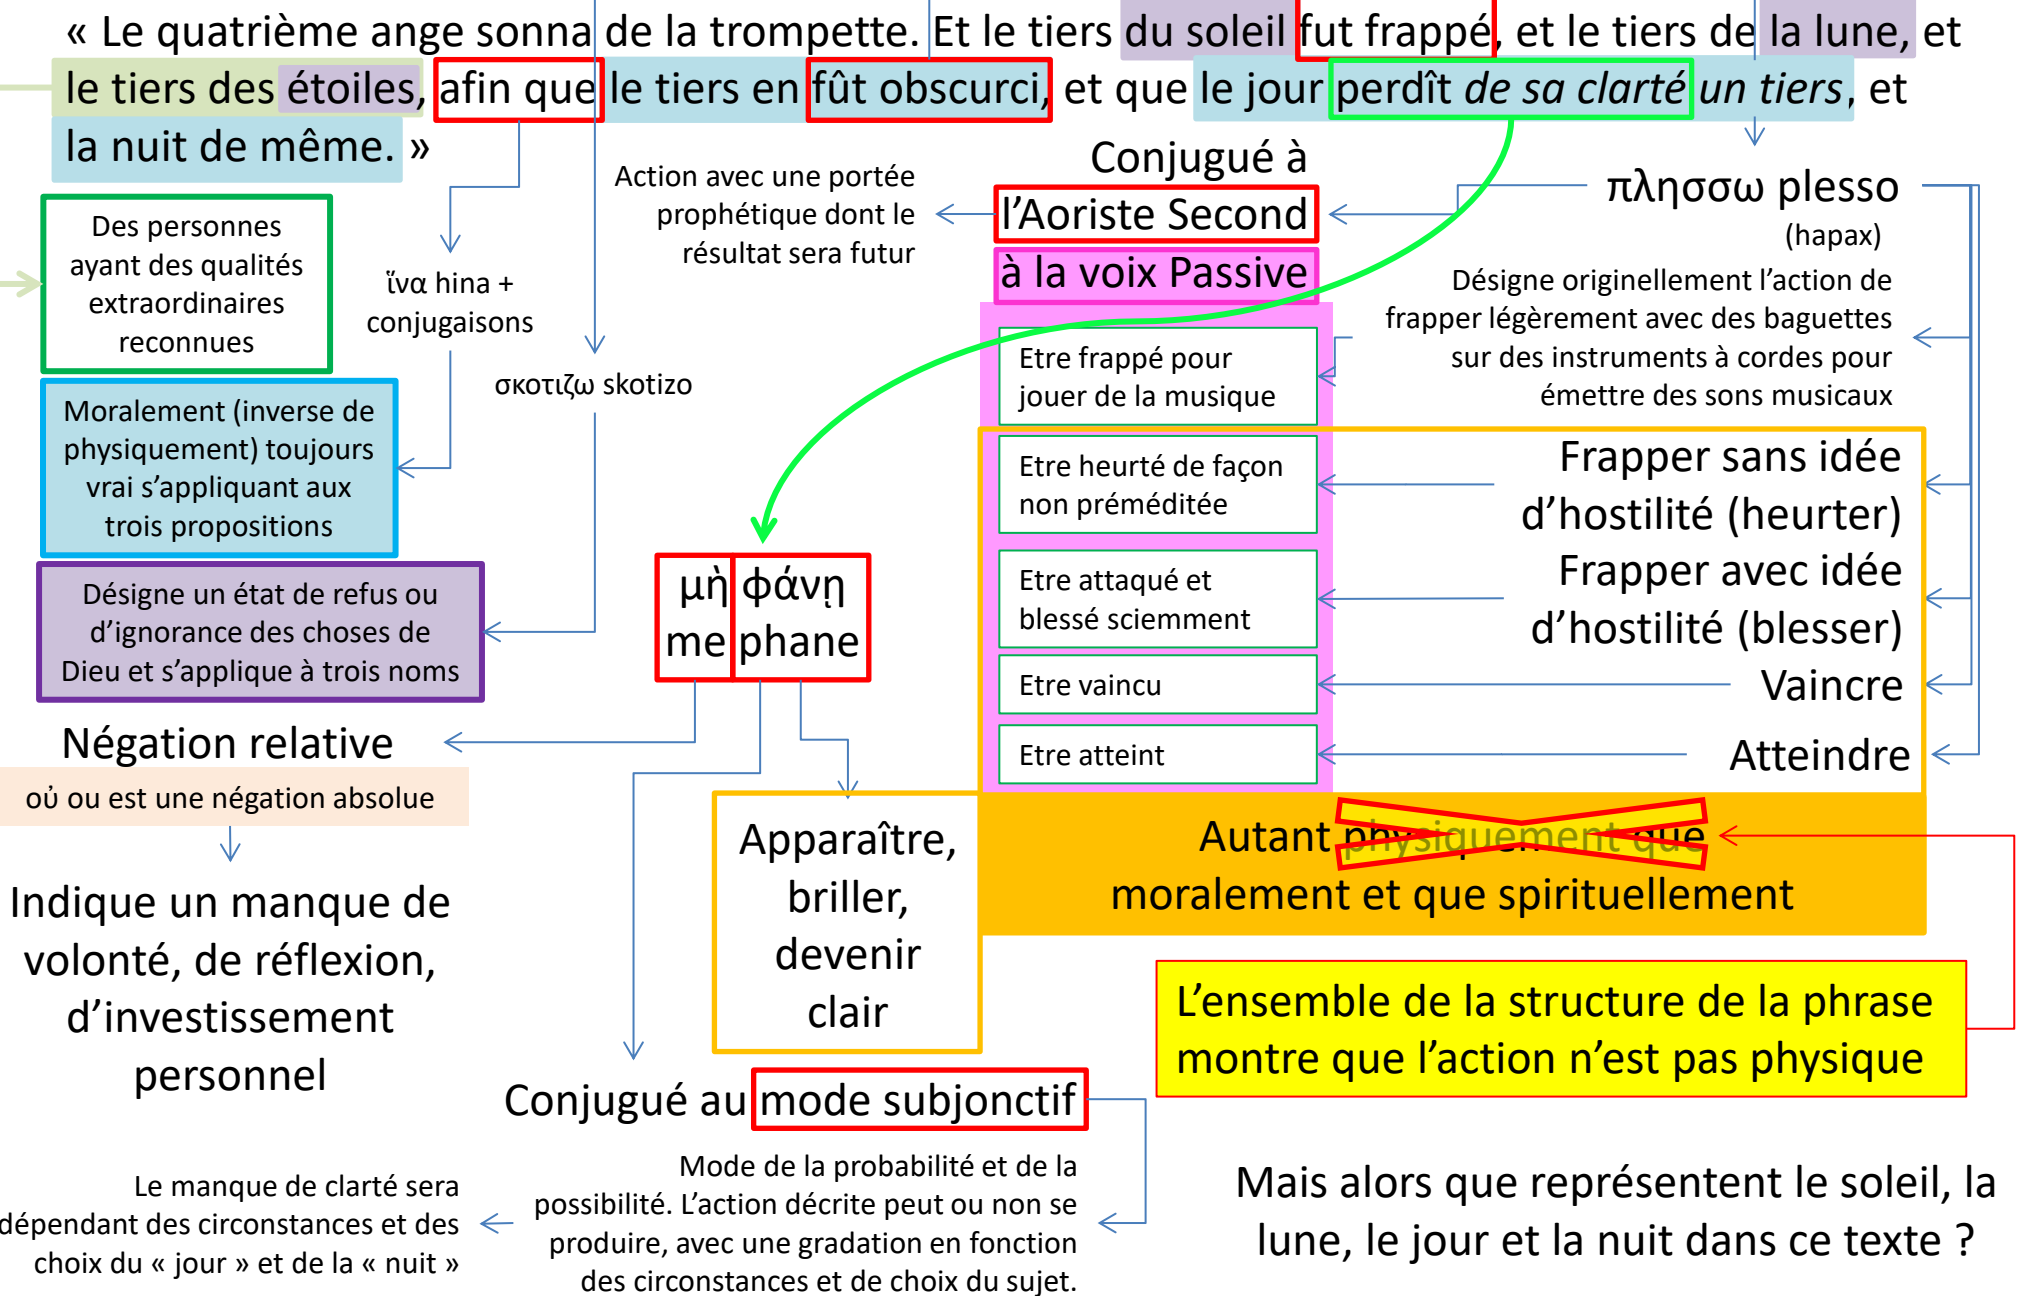 « Le quatrième ange sonna de la trompette. Et le tiers du soleil fut frappé, et le tiers de la lune, et
le tiers des étoiles, afin que le tiers en fût obscurci, et que le jour perdît de sa clarté un tiers, et
la nuit de même. »
Des personnes
ayant des qualités
extraordinaires
reconnues
Moralement (inverse de
physiquement) toujours
vrai s’appliquant aux
trois propositions
Désigne un état de refus ou
d’ignorance des choses de
Dieu et s’applique à trois noms
ἵνα hina +
conjugaisons
σκοτιζω skotizo
Action avec une portée
prophétique dont le
résultat sera futur
Conjugué à
l’Aoriste Second
à la voix Passive
πλησσω plesso
(hapax)
Désigne originellement l’action de
frapper légèrement avec des baguettes
sur des instruments à cordes pour
émettre des sons musicaux
Etre frappé pour
jouer de la musique
Etre heurté de façon
non préméditée
Etre attaqué et
blessé sciemment
Etre vaincu
Etre atteint
Frapper sans idée
d’hostilité (heurter)
Frapper avec idée
d’hostilité (blesser)
Vaincre
Atteindre
Autant physiquement que
moralement et que spirituellement
L’ensemble de la structure de la phrase
montre que l’action n’est pas physique
μὴ φάνῃ
me phane
Négation relative
οὐ ou est une négation absolue
Indique un manque de
volonté, de réflexion,
d’investissement
personnel
Apparaître,
briller,
devenir
clair
Conjugué au mode subjonctif
Mode de la probabilité et de la
possibilité. L’action décrite peut ou non se
produire, avec une gradation en fonction
des circonstances et de choix du sujet.
Le manque de clarté sera
dépendant des circonstances et des
choix du « jour » et de la « nuit »
Mais alors que représentent le soleil, la
lune, le jour et la nuit dans ce texte ?